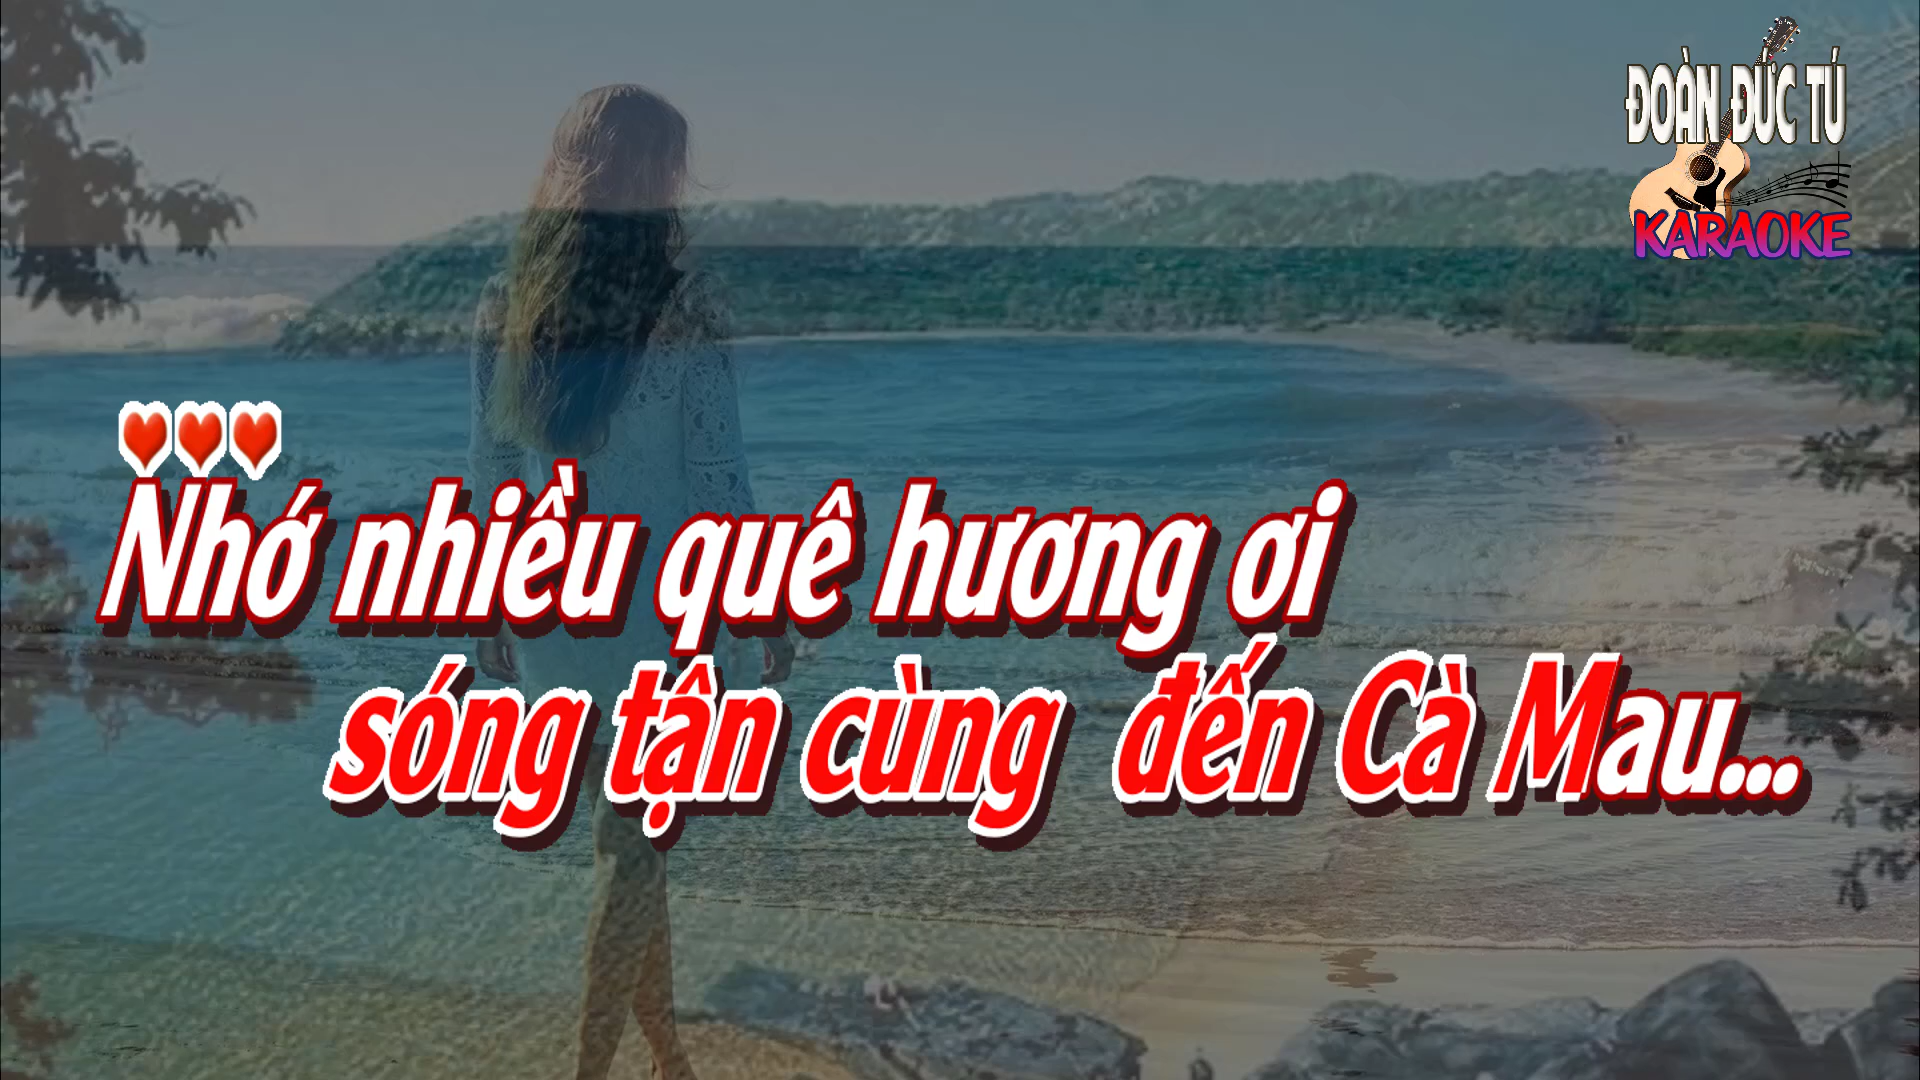 ĐOÀN ĐỨC TÚ
KARAOKE
Nhớ nhiều quê hương ơi
sóng tận cùng đến Cà Mau...